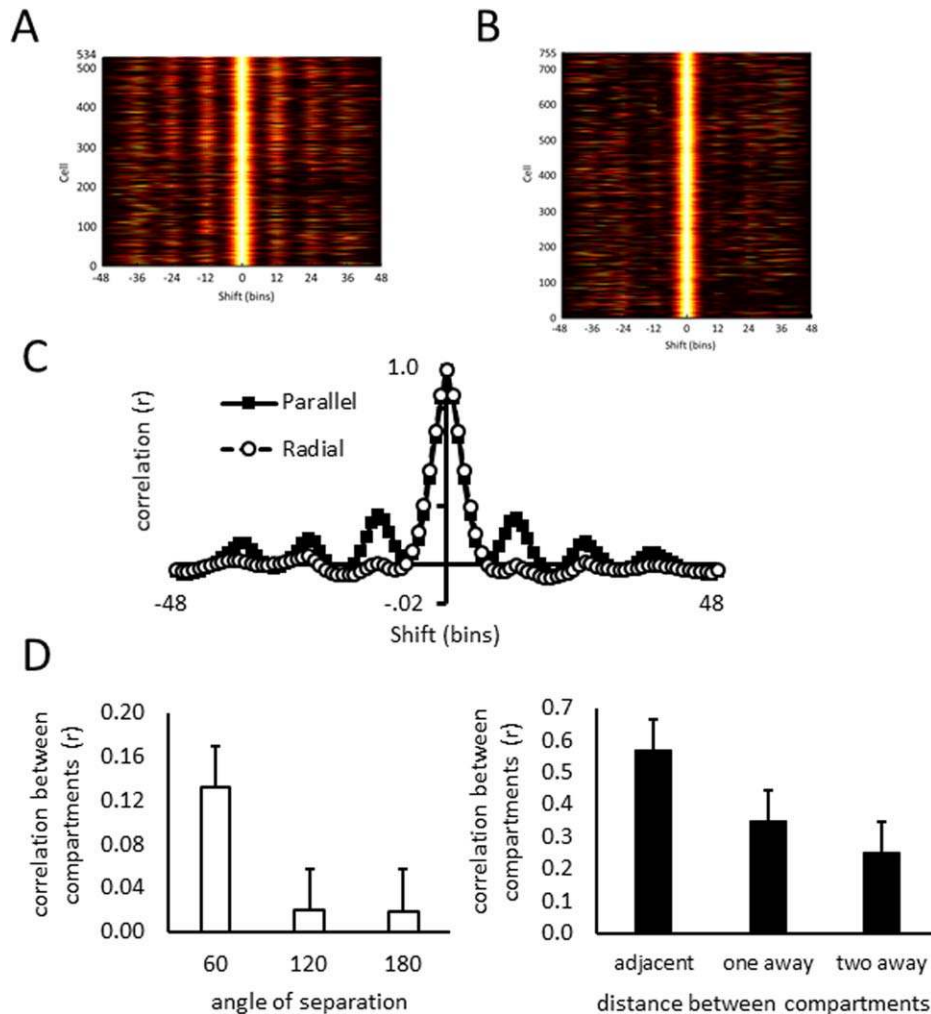 A
534
500
400
300
200
100
0
Cell
-48 -36 -24 -12 0 12 24 36 48
Shift (bins)
B
755
700
600
500
400
300
200
100
0
-48 -36 -24 -12 0 12 24 36 48
Shift (bins)
C
correlation (r)
1.0
Parallel
Radial
-48
-.02
48
Shift (bins)
D
correlation between
compartments (r)
0.20
0.16
0.12
0.08
0.04
0.00
60 120 180
angle of separation
correlation between
compartments (r)
0.7
0.6
0.5
0.4
0.3
0.2
0.1
0.0
adjacent one away two away
distance between compartments